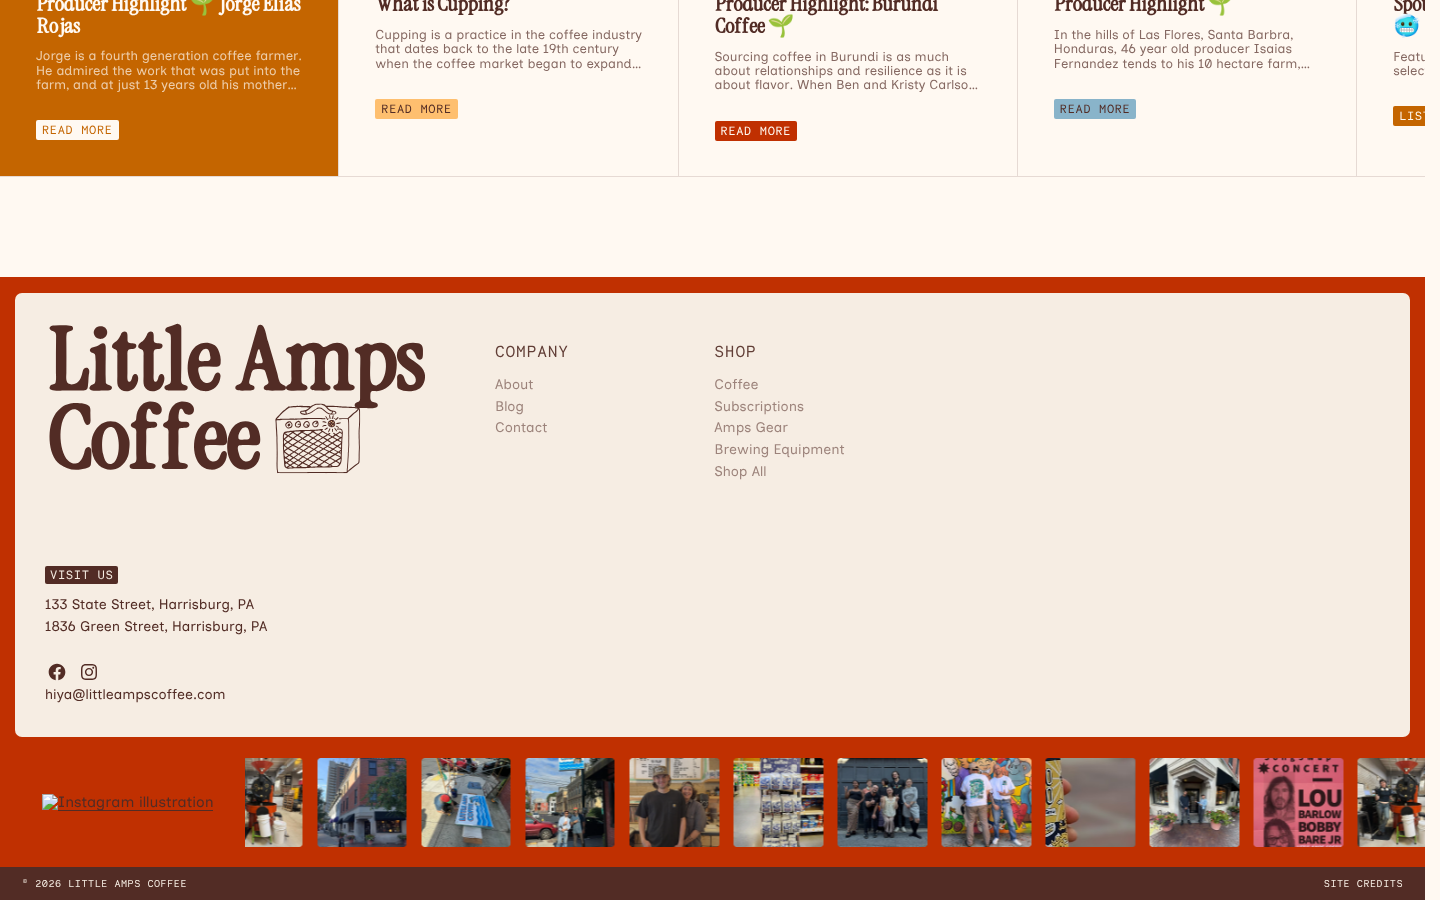 Producer Highlight 🌱 Jorge Elias
Rojas
Jorge is a fourth generation coffee farmer.
He admired the work that was put into the
farm, and at just 13 years old his mother...
READ MORE
What is Cupping?
Cupping is a practice in the coffee industry
that dates back to the late 19th century
when the coffee market began to expand...
READ MORE
Producer Highlight: Burundi
Coffee 🌱
Sourcing coffee in Burundi is as much
about relationships and resilience as it is
about flavor. When Ben and Kristy Carlso...
READ MORE
Producer Highlight 🌱
In the hills of Las Flores, Santa Barbra,
Honduras, 46 year old producer Isaias
Fernandez tends to his 10 hectare farm,...
READ MORE
Little Amps
Coffee
COMPANY
About
Blog
Contact
SHOP
Coffee
Subscriptions
Amps Gear
Brewing Equipment
Shop All
VISIT US
133 State Street, Harrisburg, PA
1836 Green Street, Harrisburg, PA
hiya@littleampscoffee.com
Instagram illustration
CONCERT
LOU
BARLOW
BOBBY
BARE JR
© 2026 LITTLE AMPS COFFEE
SITE CREDITS